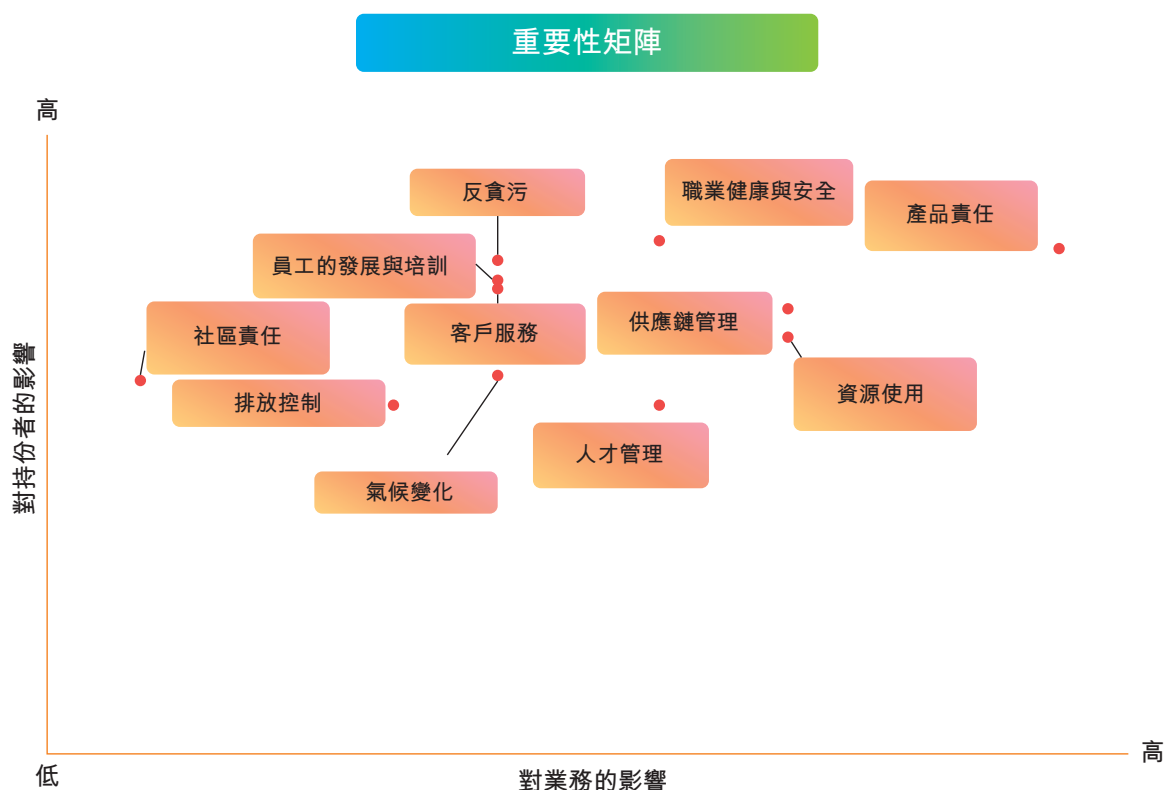 重要性矩陣
高
反貪污
職業健康與安全
產品責任
員工的發展與培訓
社區責任
客戶服務
供應鏈管理
排放控制
資源使用
人才管理
氣候變化
對持份者的影響
高
低
對業務的影響